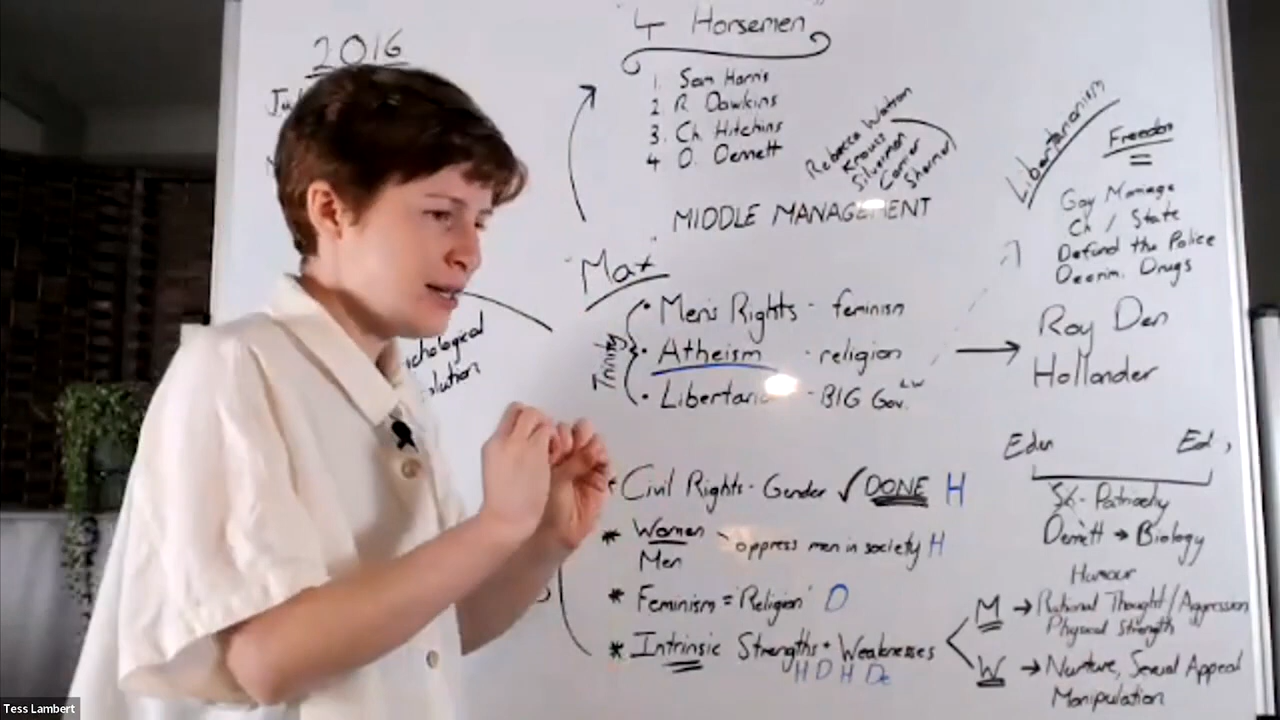 2016
"4 Horsemen"
1. Sam Harris
2. R. Dawkins
3. Ch. Hitchins
4 D. Dennett
Rebecca Watson
Krauss
Silverman
Carrier
Shermer
MIDDLE MANAGEMENT
"Max"
Trinity
• Men's Rights - feminism
• Atheism - religion
• Libertaria - BIG Gov. LW
Libertarianism
Freedom
Gay Marriage
Ch / State
Defund the Police
Decrim. Drugs
Roy Den
Hollander
* Civil Rights - Gender ✓ DONE H
* Women - oppress men in society H
Men
* Feminism = 'Religion' D
* Intrinsic Strengths + Weaknesses
H D H De
Eden
Ed,
Patriarchy
Dennett → Biology
Humour
M → Rational Thought / Aggression
Physical Strength
W → Nurture, Sexual Appeal
Manipulation
Tess Lambert